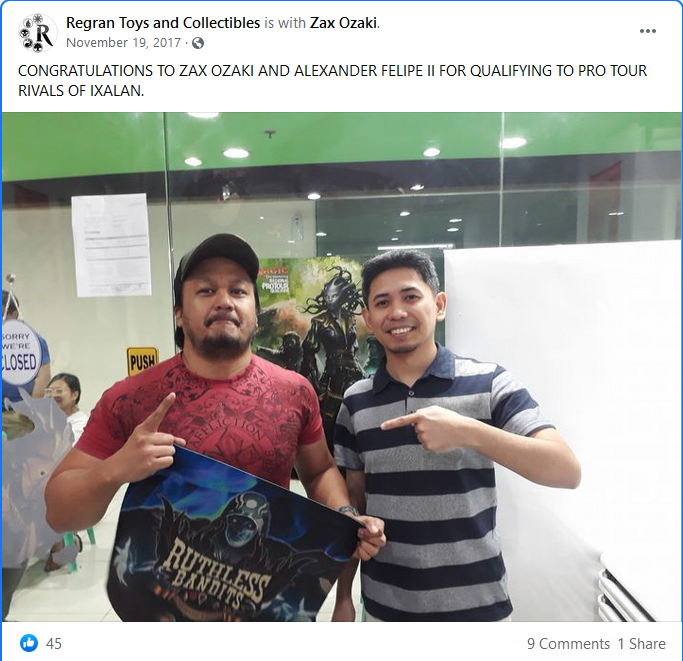 Regran Toys and Collectibles is with Zax Ozaki.
November 19, 2017 ·
CONGRATULATIONS TO ZAX OZAKI AND ALEXANDER FELIPE II FOR QUALIFYING TO PRO TOUR
RIVALS OF IXALAN.
MAGIC
PROTOUR
SORRY
WE'RE
CLOSED
PUSH
AFFLICTION
RUTHLESS
BANDITS
45
9 Comments 1 Share